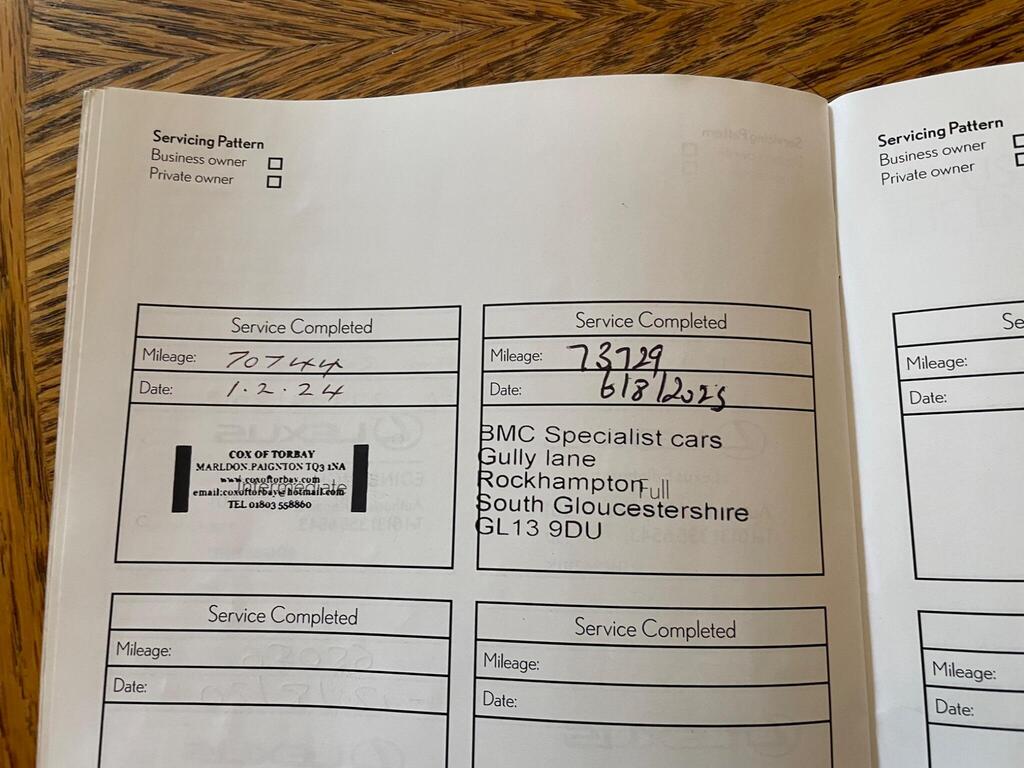 Servicing Pattern
Business owner
Private owner
Servicing Pattern
Business owner
Private owner
Service Completed
Mileage: 70744
Date: 1.2.24
COX OF TORBAY
MARLDON.PAIGNTON TQ3 1NA
www.coxoftorbay.com
Intermediate
email:coxoftorbay@hotmail.com
TEL 01803 558860
Service Completed
Mileage: 73729
Date: 6/8/2025
BMC Specialist cars
Gully lane
Rockhampton
Full
South Gloucestershire
GL13 9DU
Se
Mileage:
Date:
Service Completed
Mileage:
Date:
Service Completed
Mileage:
Date:
Mileage:
Date: